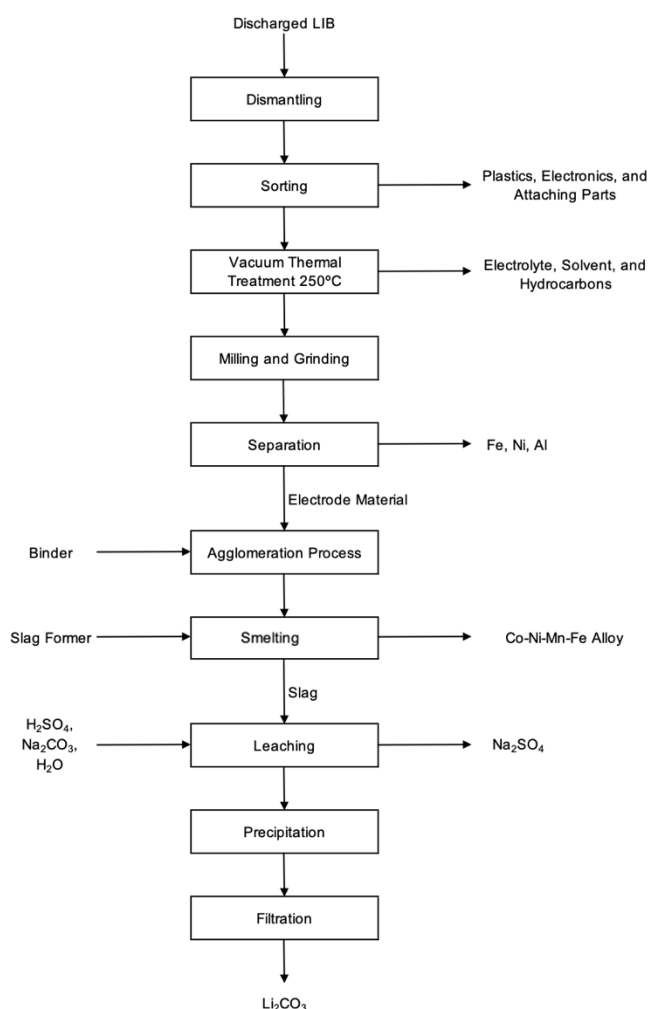 Discharged LIB
Dismantling
Sorting
Plastics, Electronics, and
Attaching Parts
Vacuum Thermal
Treatment 250ºC
Electrolyte, Solvent, and
Hydrocarbons
Milling and Grinding
Separation
Fe, Ni, Al
Electrode Material
Binder
Agglomeration Process
Slag Former
Smelting
Co-Ni-Mn-Fe Alloy
Slag
H₂SO₄,
Na₂CO₃,
H₂O
Leaching
Na₂SO₄
Precipitation
Filtration
Li₂CO₃